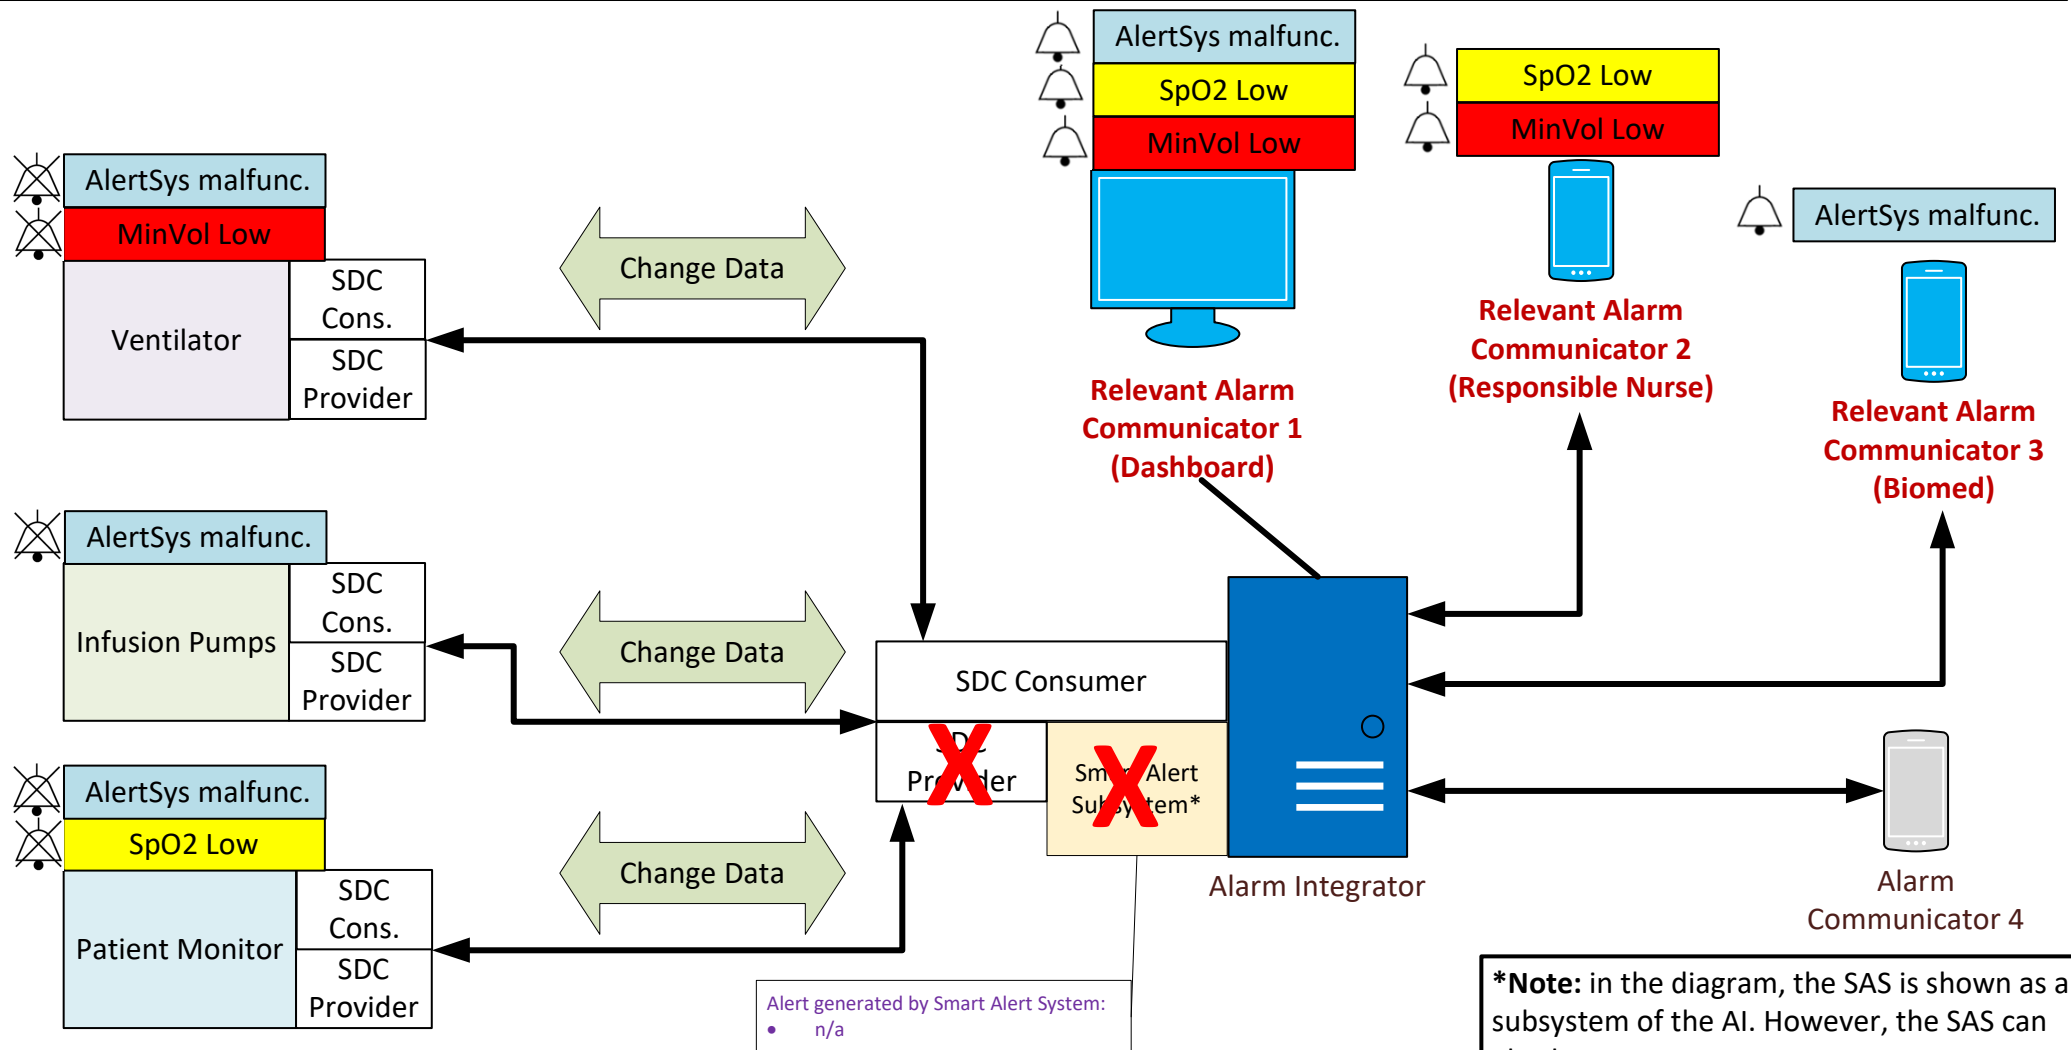 AlertSys malfunc.
SpO2 Low
MinVol Low
SpO2 Low
MinVol Low
AlertSys malfunc.
AlertSys malfunc.
MinVol Low
Ventilator
SDC
Cons.
SDC
Provider
Change Data
Relevant Alarm
Communicator 1
(Dashboard)
Relevant Alarm
Communicator 2
(Responsible Nurse)
Relevant Alarm
Communicator 3
(Biomed)
AlertSys malfunc.
Infusion Pumps
SDC
Cons.
SDC
Provider
Change Data
SDC Consumer
SDC
Provider
X
Smart Alert
Subsystem*
X
Alarm Integrator
Alarm
Communicator 4
AlertSys malfunc.
SpO2 Low
Patient Monitor
SDC
Cons.
SDC
Provider
Change Data
Alert generated by Smart Alert System:
• n/a
*Note: in the diagram, the SAS is shown as a
subsystem of the AI. However, the SAS can